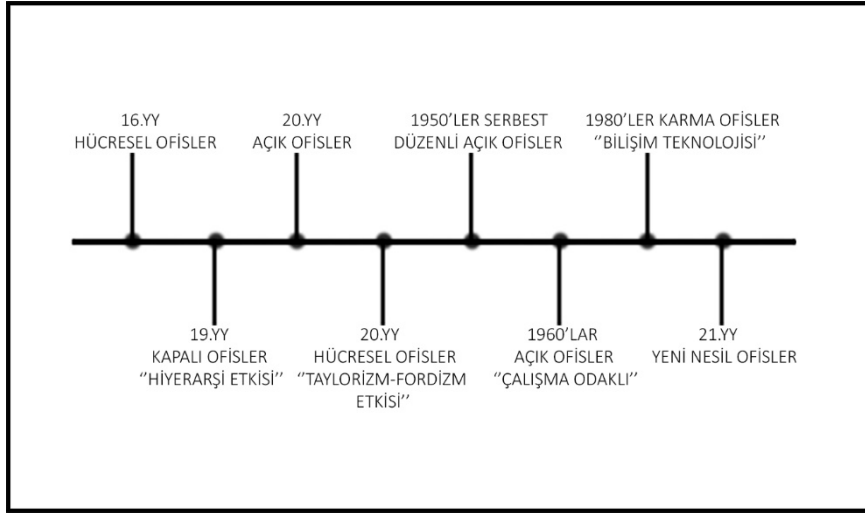 16.YY
HÜCRESEL OFİSLER
20.YY
AÇIK OFİSLER
1950'LER SERBEST
DÜZENLİ AÇIK OFİSLER
1980'LER KARMA OFİSLER
‘‘BİLİŞİM TEKNOLOJİSİ’’
19.YY
KAPALI OFİSLER
‘‘HİYERARŞİ ETKİSİ’’
20.YY
HÜCRESEL OFİSLER
‘‘TAYLORİZM-FORDİZM
ETKİSİ’’
1960'LAR
AÇIK OFİSLER
‘‘ÇALIŞMA ODAKLI’’
21.YY
YENİ NESİL OFİSLER